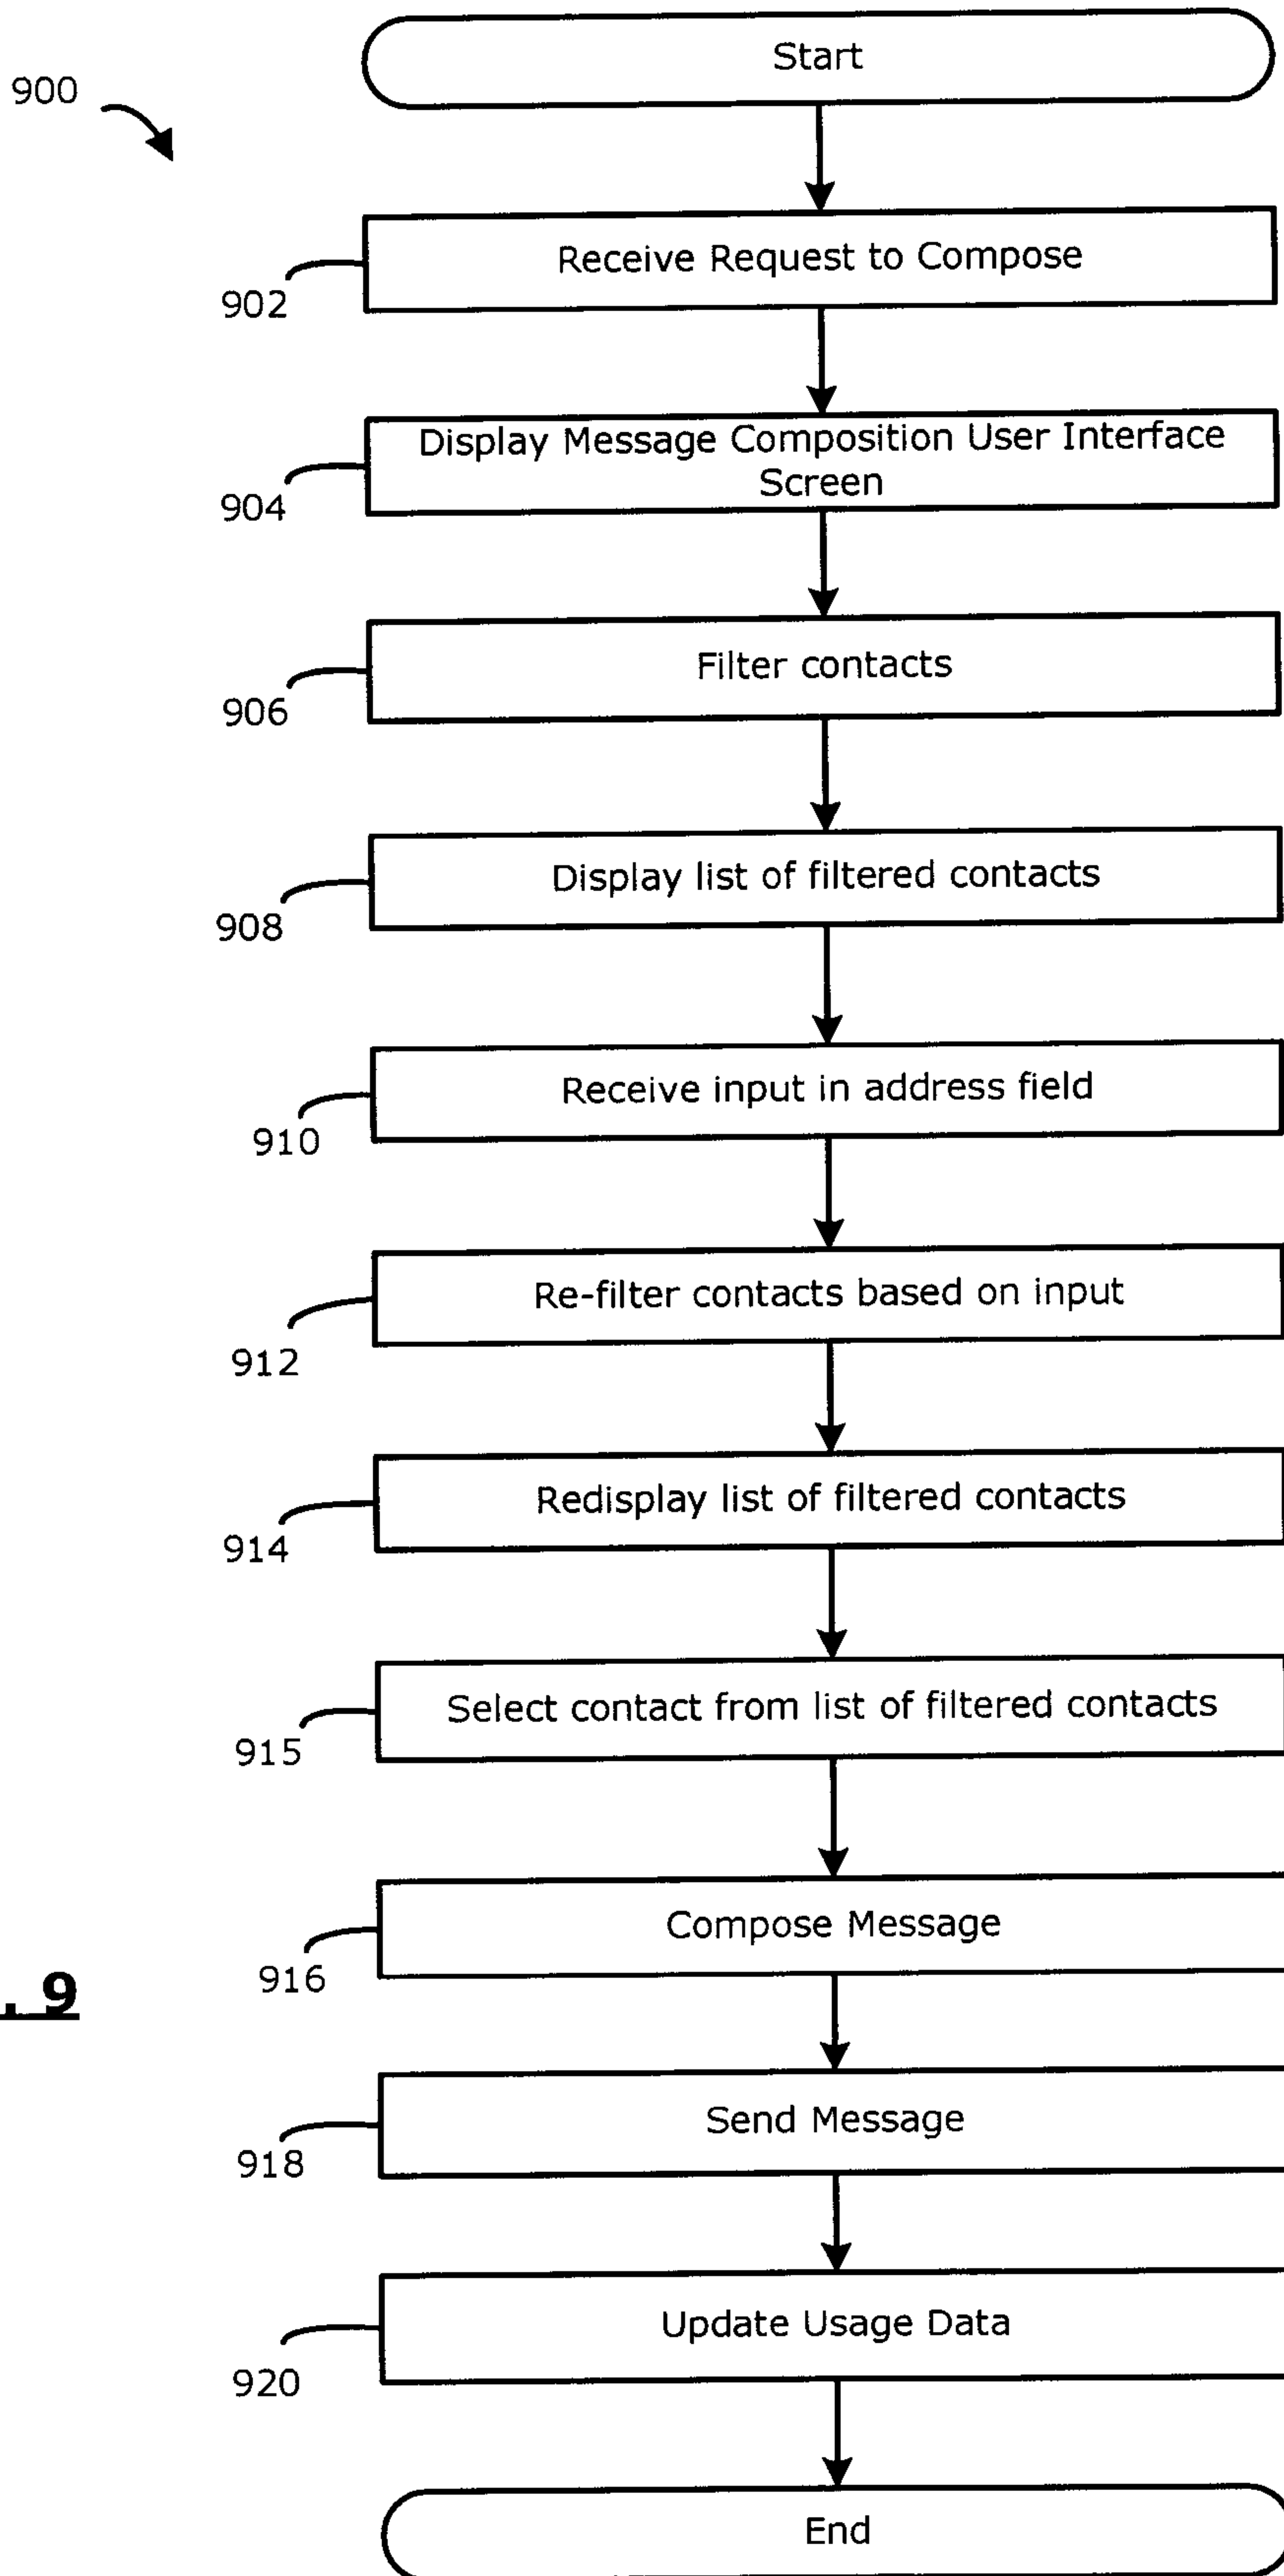 Start
900
Receive Request to Compose
902
Display Message Composition User Interface
Screen
904
Filter contacts
906
Display list of filtered contacts
908
Receive input in address field
910
Re-filter contacts based on input
912
Redisplay list of filtered contacts
914
Select contact from list of filtered contacts
915
Compose Message
916
. 9
Send Message
918
Update Usage Data
920
End